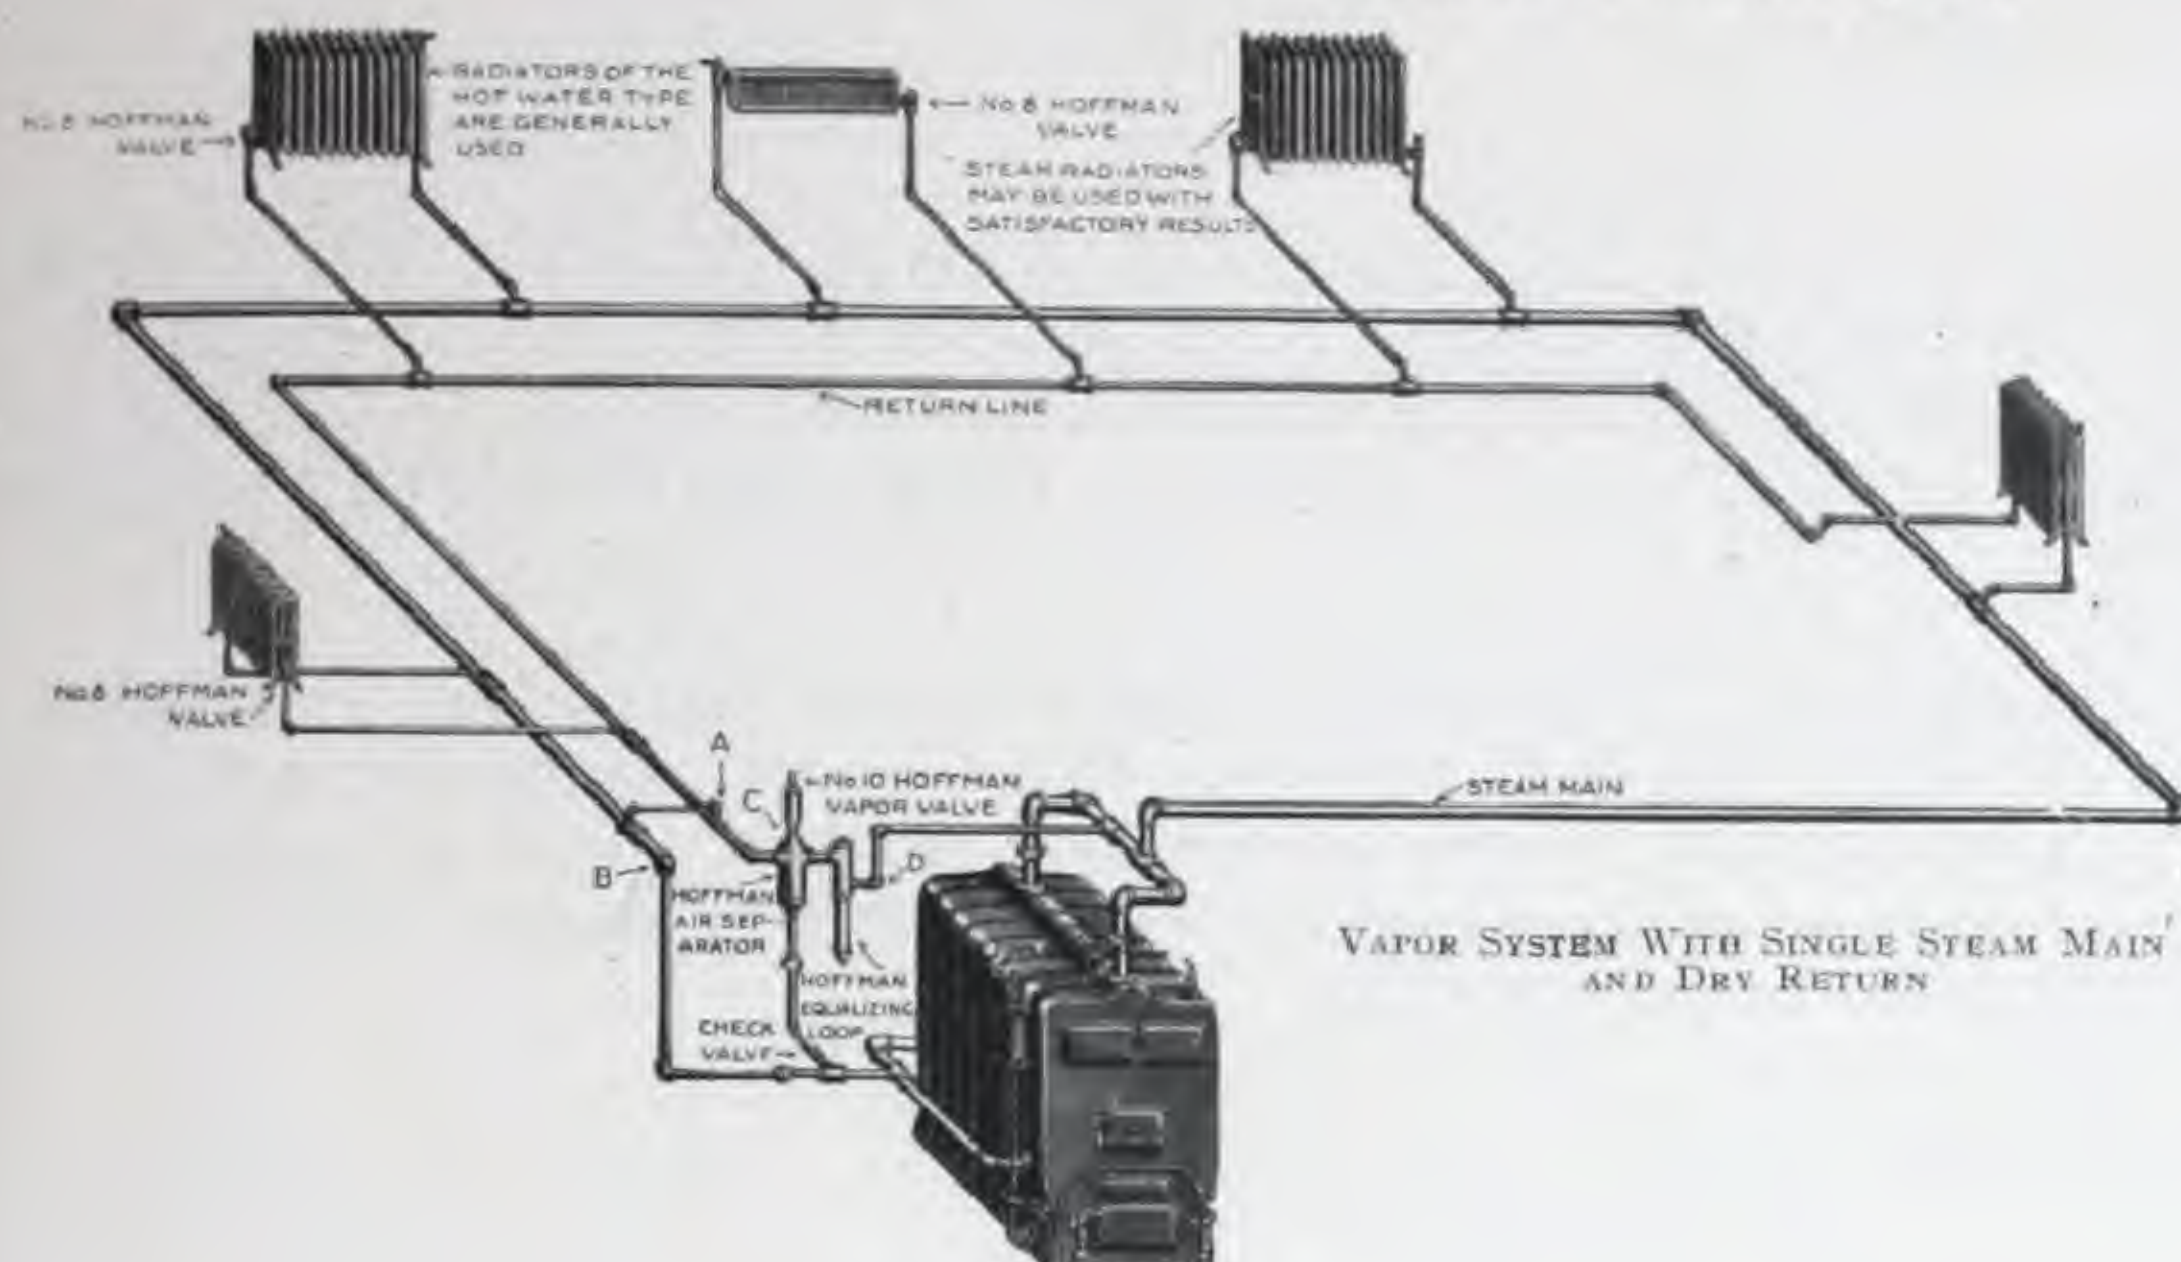 RADIATORS OF THE
HOT WATER TYPE
ARE GENERALLY
USED
No 8 HOFFMAN
VALVE
No 8 HOFFMAN
VALVE
STEAM RADIATORS
MAY BE USED WITH
SATISFACTORY RESULTS
RETURN LINE
No 8 HOFFMAN
VALVE
A
C
No 10 HOFFMAN
VAPOR VALVE
STEAM MAIN
B
D
HOFFMAN
AIR SEP-
ARATOR
HOFFMAN
EQUALIZING
LOOP
CHECK
VALVE
VAPOR SYSTEM WITH SINGLE STEAM MAIN
AND DRY RETURN